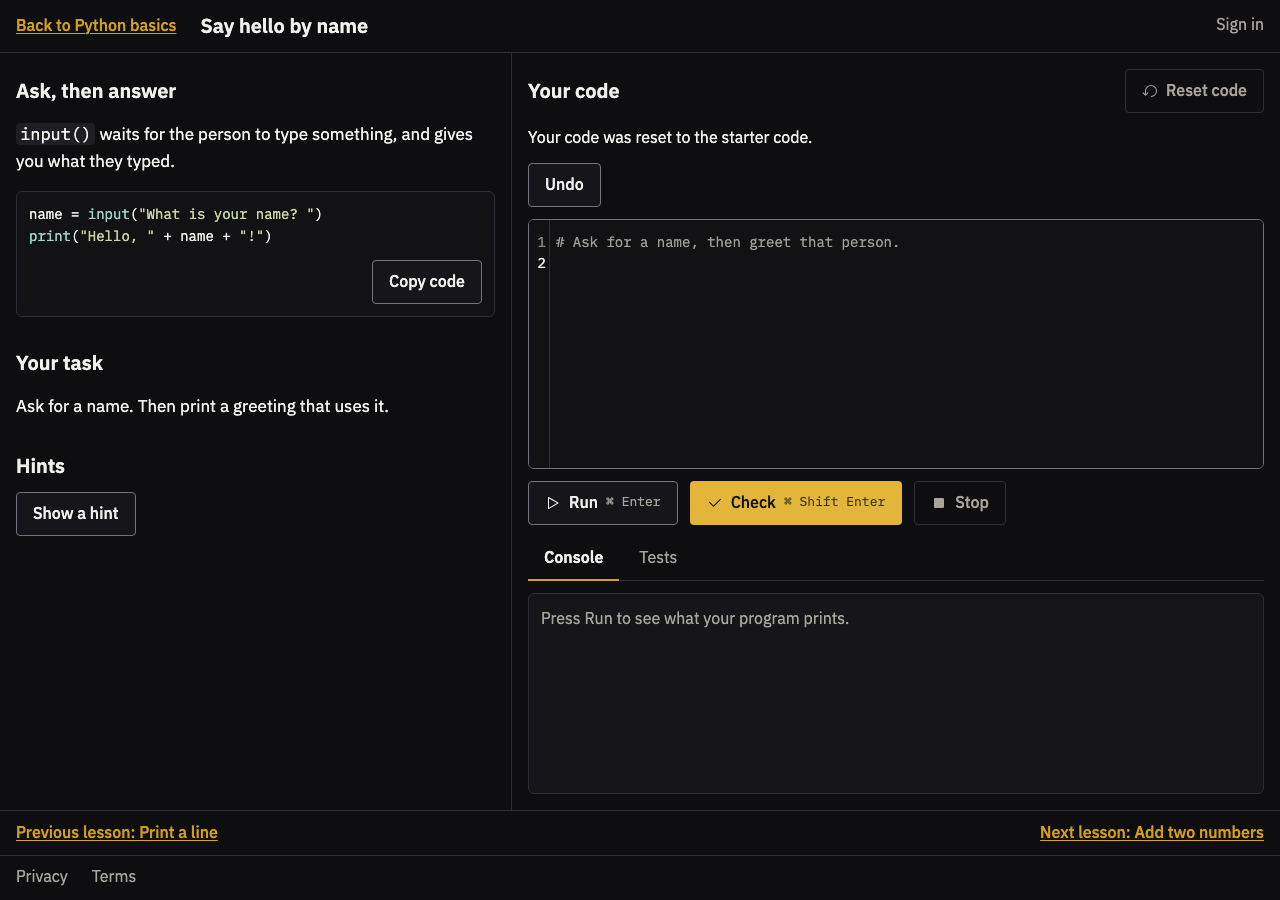 Back to Python basics
Say hello by name
Sign in
Ask, then answer
input() waits for the person to type something, and gives
you what they typed.
name = input("What is your name? ")
print("Hello, " + name + "!")
Copy code
Your task
Ask for a name. Then print a greeting that uses it.
Hints
Show a hint
Your code
Reset code
Your code was reset to the starter code.
Undo
1 # Ask for a name, then greet that person.
2
Run ⌘ Enter
Check ⌘ Shift Enter
Stop
Console
Tests
Press Run to see what your program prints.
Previous lesson: Print a line
Next lesson: Add two numbers
Privacy
Terms